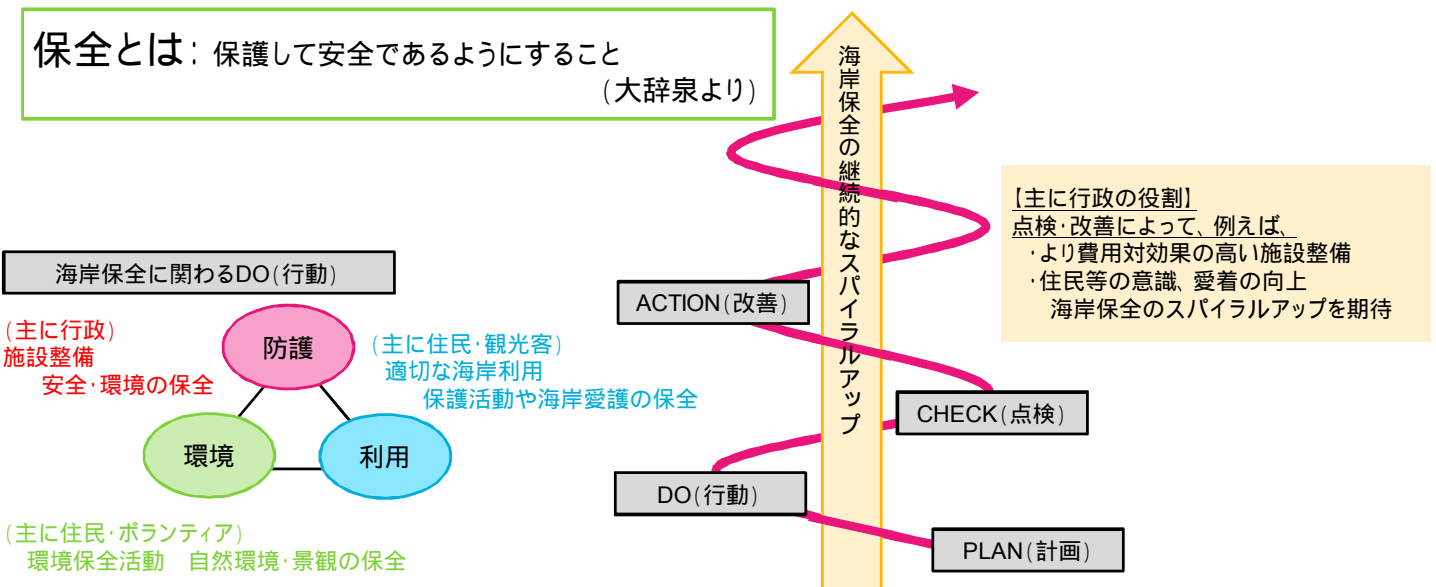 保全とは: 保護して安全であるようにすること
(大辞泉より)
海岸保全の継続的なスパイラルアップ
【主に行政の役割】
点検・改善によって、例えば、
・より費用対効果の高い施設整備
・住民等の意識、愛着の向上
海岸保全のスパイラルアップを期待
海岸保全に関わるDO(行動)
(主に行政)
施設整備
安全・環境の保全
防護
(主に住民・観光客)
適切な海岸利用
保護活動や海岸愛護の保全
環境
利用
(主に住民・ボランティア)
環境保全活動　自然環境・景観の保全
ACTION(改善)
CHECK(点検)
DO(行動)
PLAN(計画)